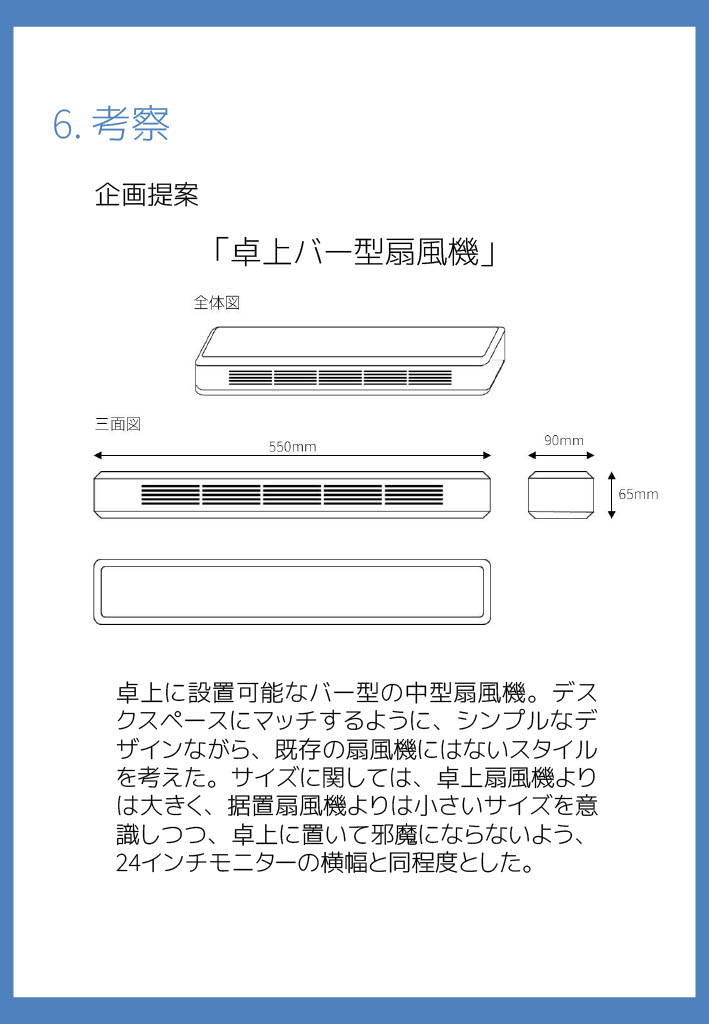 6. 考察
企画提案
「卓上バー型扇風機」
全体図
三面図
550mm
90mm
65mm
卓上に設置可能なバー型の中型扇風機。デス
クスペースにマッチするように、シンプルなデ
ザインながら、既存の扇風機にはないスタイル
を考えた。サイズに関しては、卓上扇風機より
は大きく、据置扇風機よりは小さいサイズを意
識しつつ、卓上に置いて邪魔にならないよう、
24インチモニターの横幅と同程度とした。